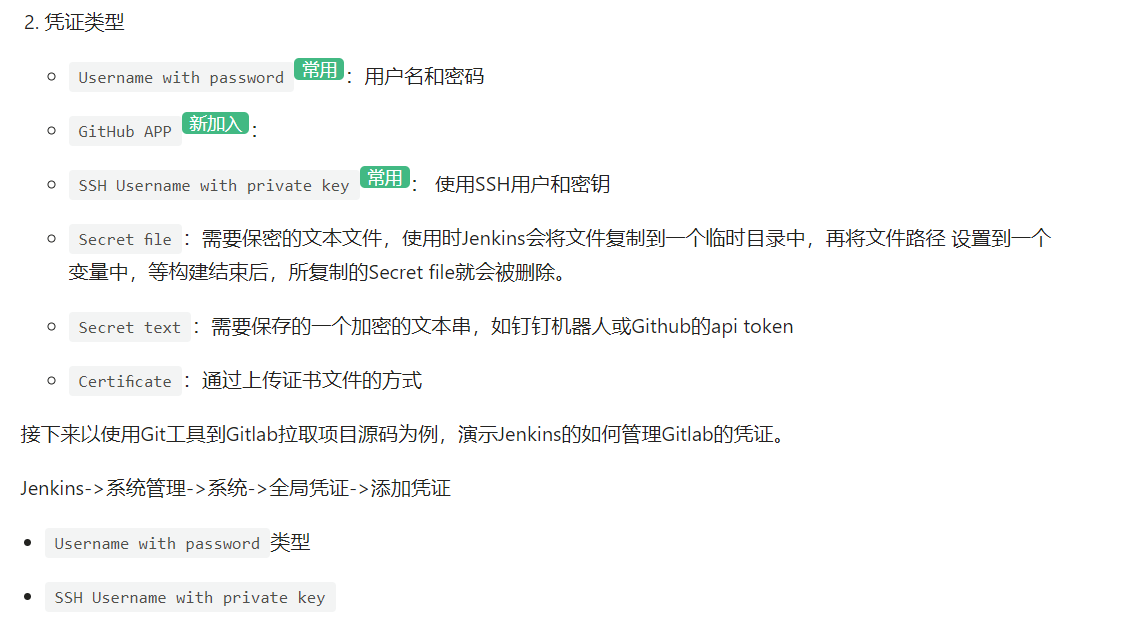 2. 凭证类型
Username with password 常用 ：用户名和密码
GitHub APP 新加入 ：
SSH Username with private key 常用 ： 使用SSH用户和密钥
Secret file ：需要保密的文本文件，使用时Jenkins会将文件复制到一个临时目录中，再将文件路径 设置到一个
变量中，等构建结束后，所复制的Secret file就会被删除。
Secret text ：需要保存的一个加密的文本串，如钉钉机器人或Github的api token
Certificate ：通过上传证书文件的方式
接下来以使用Git工具到Gitlab拉取项目源码为例，演示Jenkins的如何管理Gitlab的凭证。
Jenkins->系统管理->系统->全局凭证->添加凭证
Username with password 类型
SSH Username with private key